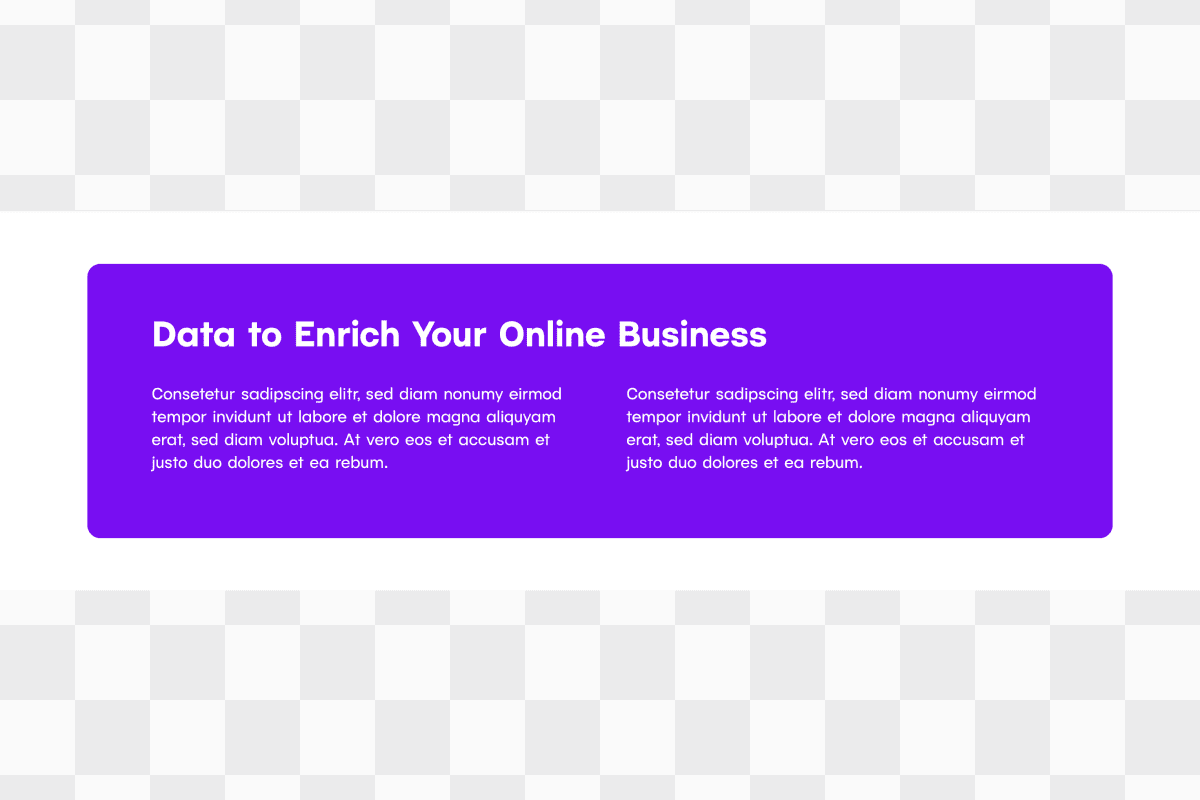 Data to Enrich Your Online Business
Consetetur sadipscing elitr, sed diam nonumy eirmod
tempor invidunt ut labore et dolore magna aliquyam
erat, sed diam voluptua. At vero eos et accusam et
justo duo dolores et ea rebum.
Consetetur sadipscing elitr, sed diam nonumy eirmod
tempor invidunt ut labore et dolore magna aliquyam
erat, sed diam voluptua. At vero eos et accusam et
justo duo dolores et ea rebum.